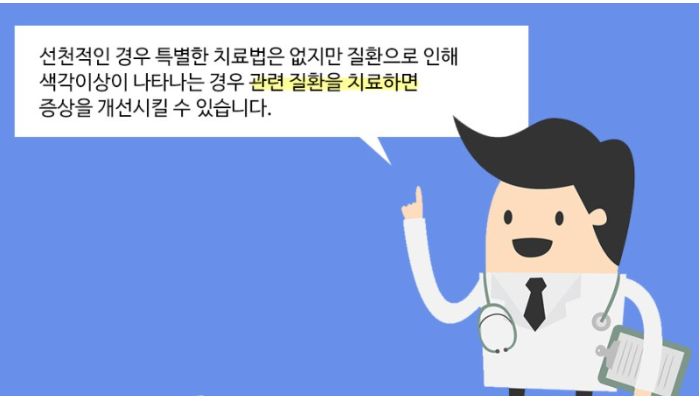 선천적인 경우 특별한 치료법은 없지만 질환으로 인해
색각이상이 나타나는 경우 관련 질환을 치료하면
증상을 개선시킬 수 있습니다.